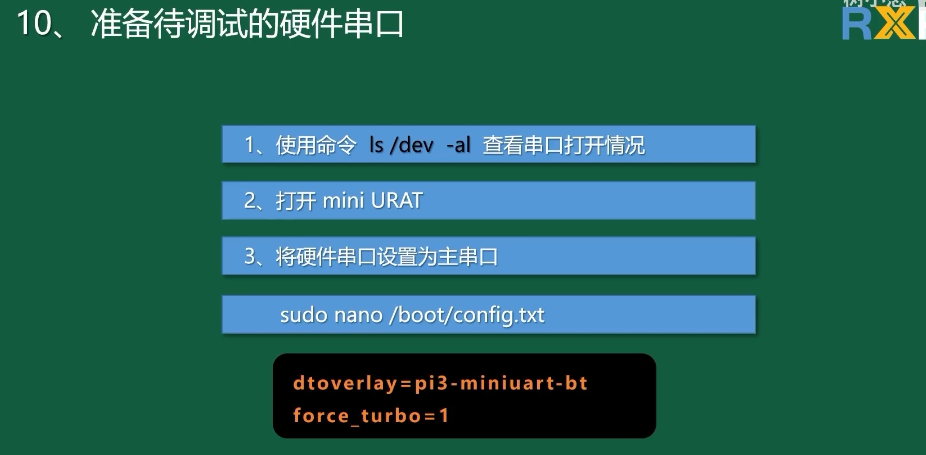 10、 准备待调试的硬件串口
RX
1、使用命令 ls /dev -al 查看串口打开情况
2、打开 mini URAT
3、将硬件串口设置为主串口
sudo nano /boot/config.txt
dtoverlay=pi3-miniuart-bt
force_turbo=1